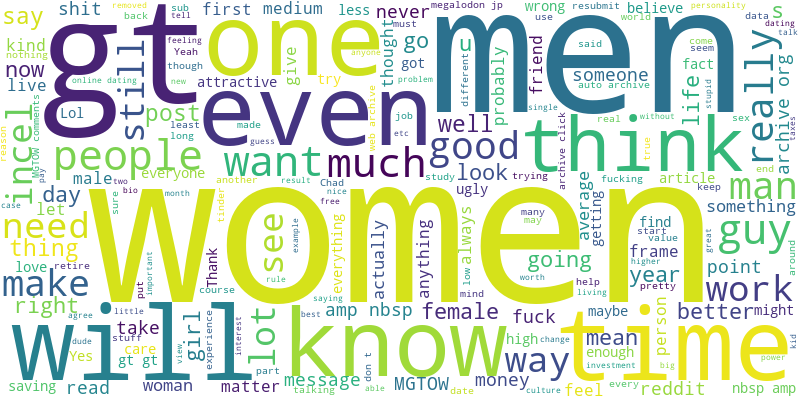 women
gt
men
one
even
think
will
know
time
people
want
much
good
really
man
guy
need
make
work
way
lot
see
girl
incel
still
say
shit
kind
nothing
now
live
Lol
sub
tell
back
feeling
Yeah
though
removed
first
medium
less
never
megalodon jp
wrong
resubmit
believe
s
dating
talk
personality
data
world
use
must
anyone
problem
new
online dating
attractive
give
try
thought
go
got
u
different
probably
friend
someone
said
auto archive
fact
come
seem
life
archive org
post
least
long
made
guess
job
etc
web archive
well
look
ugly
trying
archive click
real
without
single
stupid
sex
true
end
taxes
reason
MGTOW comments
day
male
everyone
let
sure
two
bio
another
nice
month
tinder
result
free
Chad
study
everything
actually
anything
always
low
many
may
average
fucking
getting
article
keep
something
thing
case
pay
love
retire
put
important
Thank
course
rule
example
saying
mind
going
worth
help
living
find
start
value
frame
higher
year
pretty
point
great
around
right
agree
little
take
experience
interest
best
amp nbsp
female
fuck
high
change
maybe
mean
enough
person
better
might
kid
dude
stuff
Yes
care
view
gt gt
part
don t
message
able
talking
MGTOW
money
date
culture
investment
feel
every
big
reddit
power
nbsp amp
saving
read
woman
matter